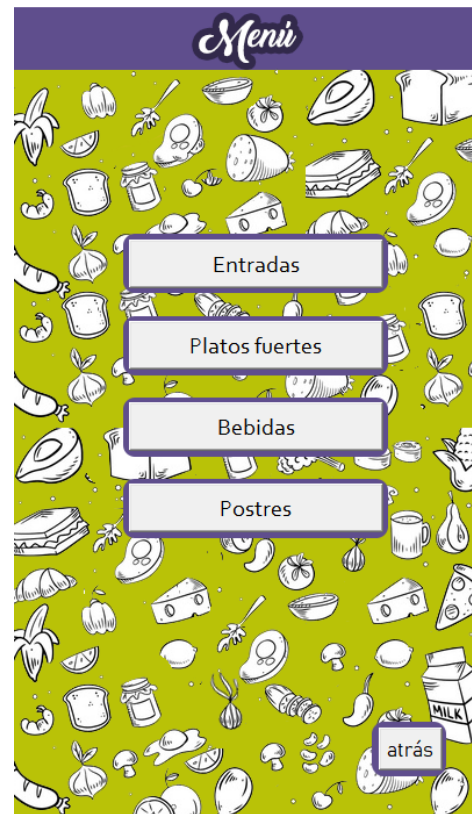 Menú
Entradas
Platos fuertes
Bebidas
Postres
MILK
atrás